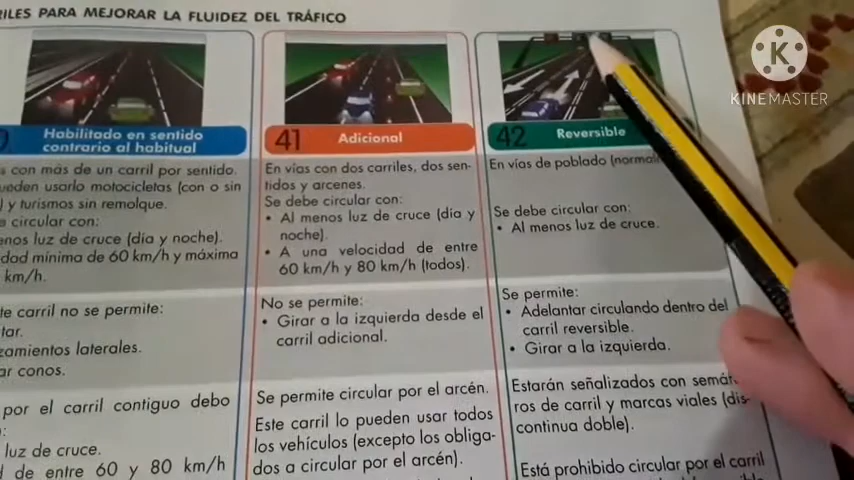 RILES PARA MEJORAR LA FLUIDEZ DEL TRÁFICO
Habilitado en sentido
contrario al habitual
s con más de un carril por sentido.
ueden usarlo motocicletas (con o sin
) y turismos sin remolque.
e circular con:
enos luz de cruce (día y noche).
dad mínima de 60 km/h y máxima
km/h.
te carril no se permite:
tar.
zamientos laterales.
ar conos.
por el carril contiguo debo
:
luz de cruce.
d de entre 60 y 80 km/h
41 Adicional
En vías con dos carriles, dos sen-
tidos y arcenes.
Se debe circular con:
• Al menos luz de cruce (día y
noche).
• A una velocidad de entre
60 km/h y 80 km/h (todos).
No se permite:
• Girar a la izquierda desde el
carril adicional.
Se permite circular por el arcén.
Este carril lo pueden usar todos
los vehículos (excepto los obliga-
dos a circular por el arcén).
42 Reversible
En vías de poblado (normal
Se debe circular con:
• Al menos luz de cruce.
Se permite:
• Adelantar circulando dentro del
carril reversible.
• Girar a la izquierda.
Estarán señalizados con semá
ros de carril y marcas viales (dis-
continua doble).
Está prohibido circular por el carril
K
KINEMASTER